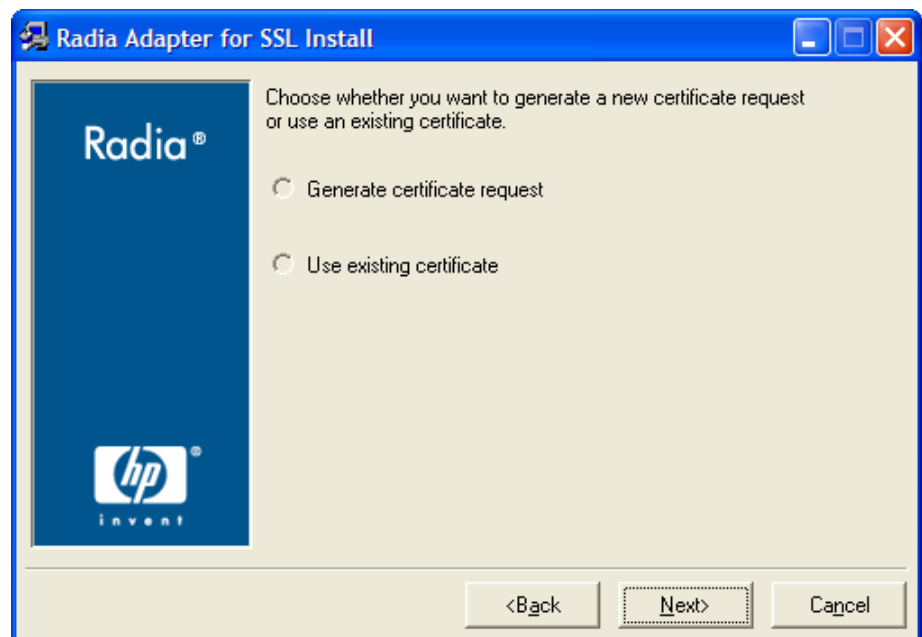 Radia Adapter for SSL Install
Radia®
Choose whether you want to generate a new certificate request
or use an existing certificate.
Generate certificate request
Use existing certificate
hp®
invent
<Back
Next>
Cancel